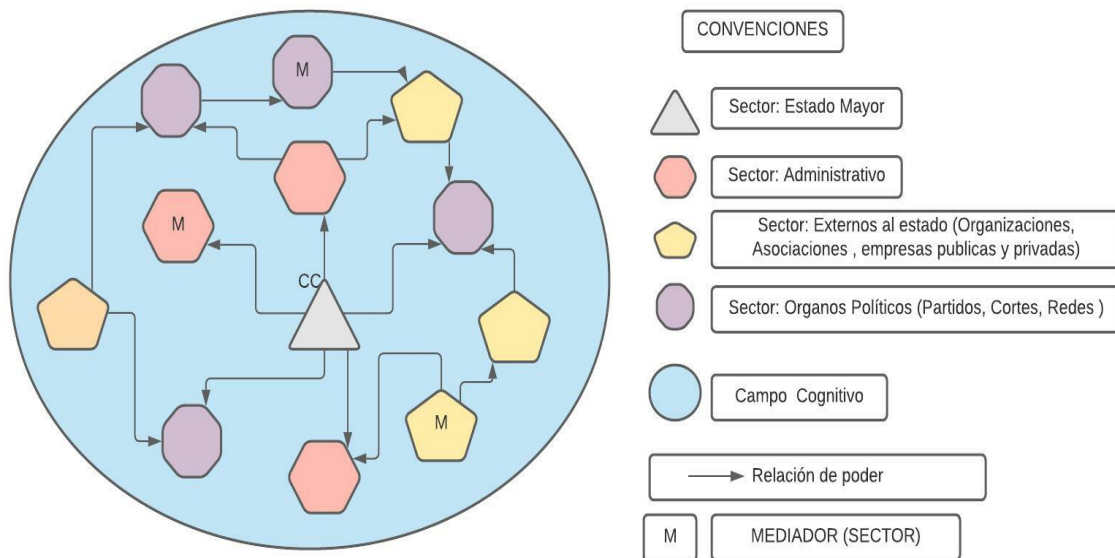 CONVENCIONES
M
M
CC
M
Sector: Estado Mayor
Sector: Administrativo
Sector: Externos al estado (Organizaciones,
Asociaciones , empresas publicas y privadas)
Sector: Organos Políticos (Partidos, Cortes, Redes )
Campo Cognitivo
Relación de poder
M
MEDIADOR (SECTOR)